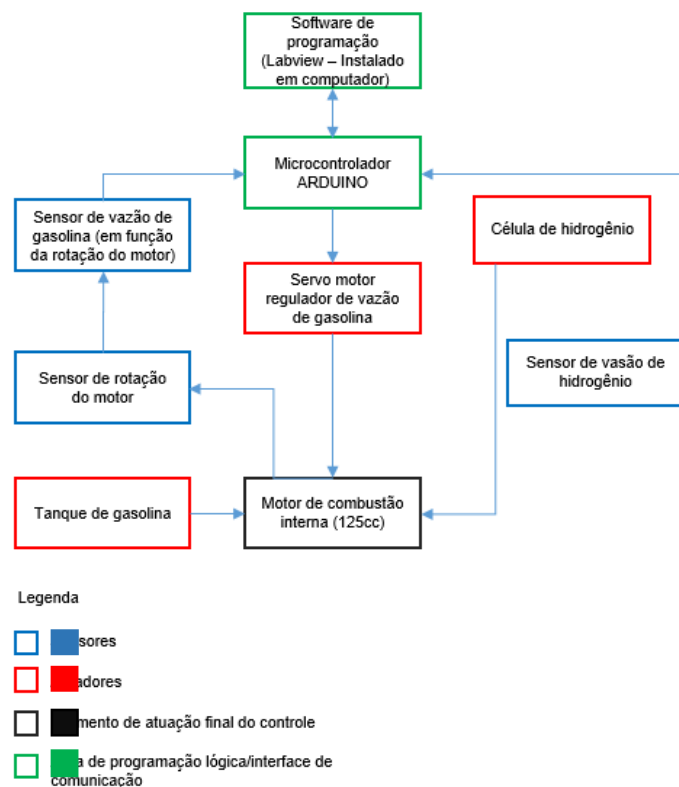 Software de
programação
(Labview – Instalado
em computador)
Microcontrolador
ARDUINO
Sensor de vazão de
gasolina (em função
da rotação do motor)
Célula de hidrogênio
Servo motor
regulador de vazão
de gasolina
Sensor de rotação
do motor
Sensor de vasão de
hidrogênio
Tanque de gasolina
Motor de combustão
interna (125cc)
Legenda
de atuação final do controle
de programação lógica/interface de
comunicação